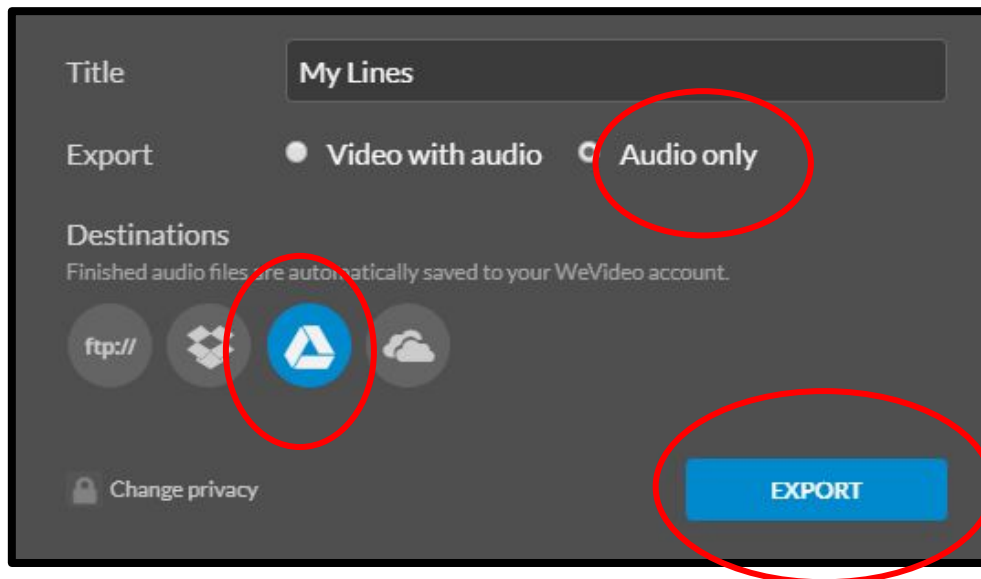 Title My Lines
Export Video with audio Audio only
Destinations
Finished audio files are automatically saved to your WeVideo account.
ftp://
Change privacy EXPORT